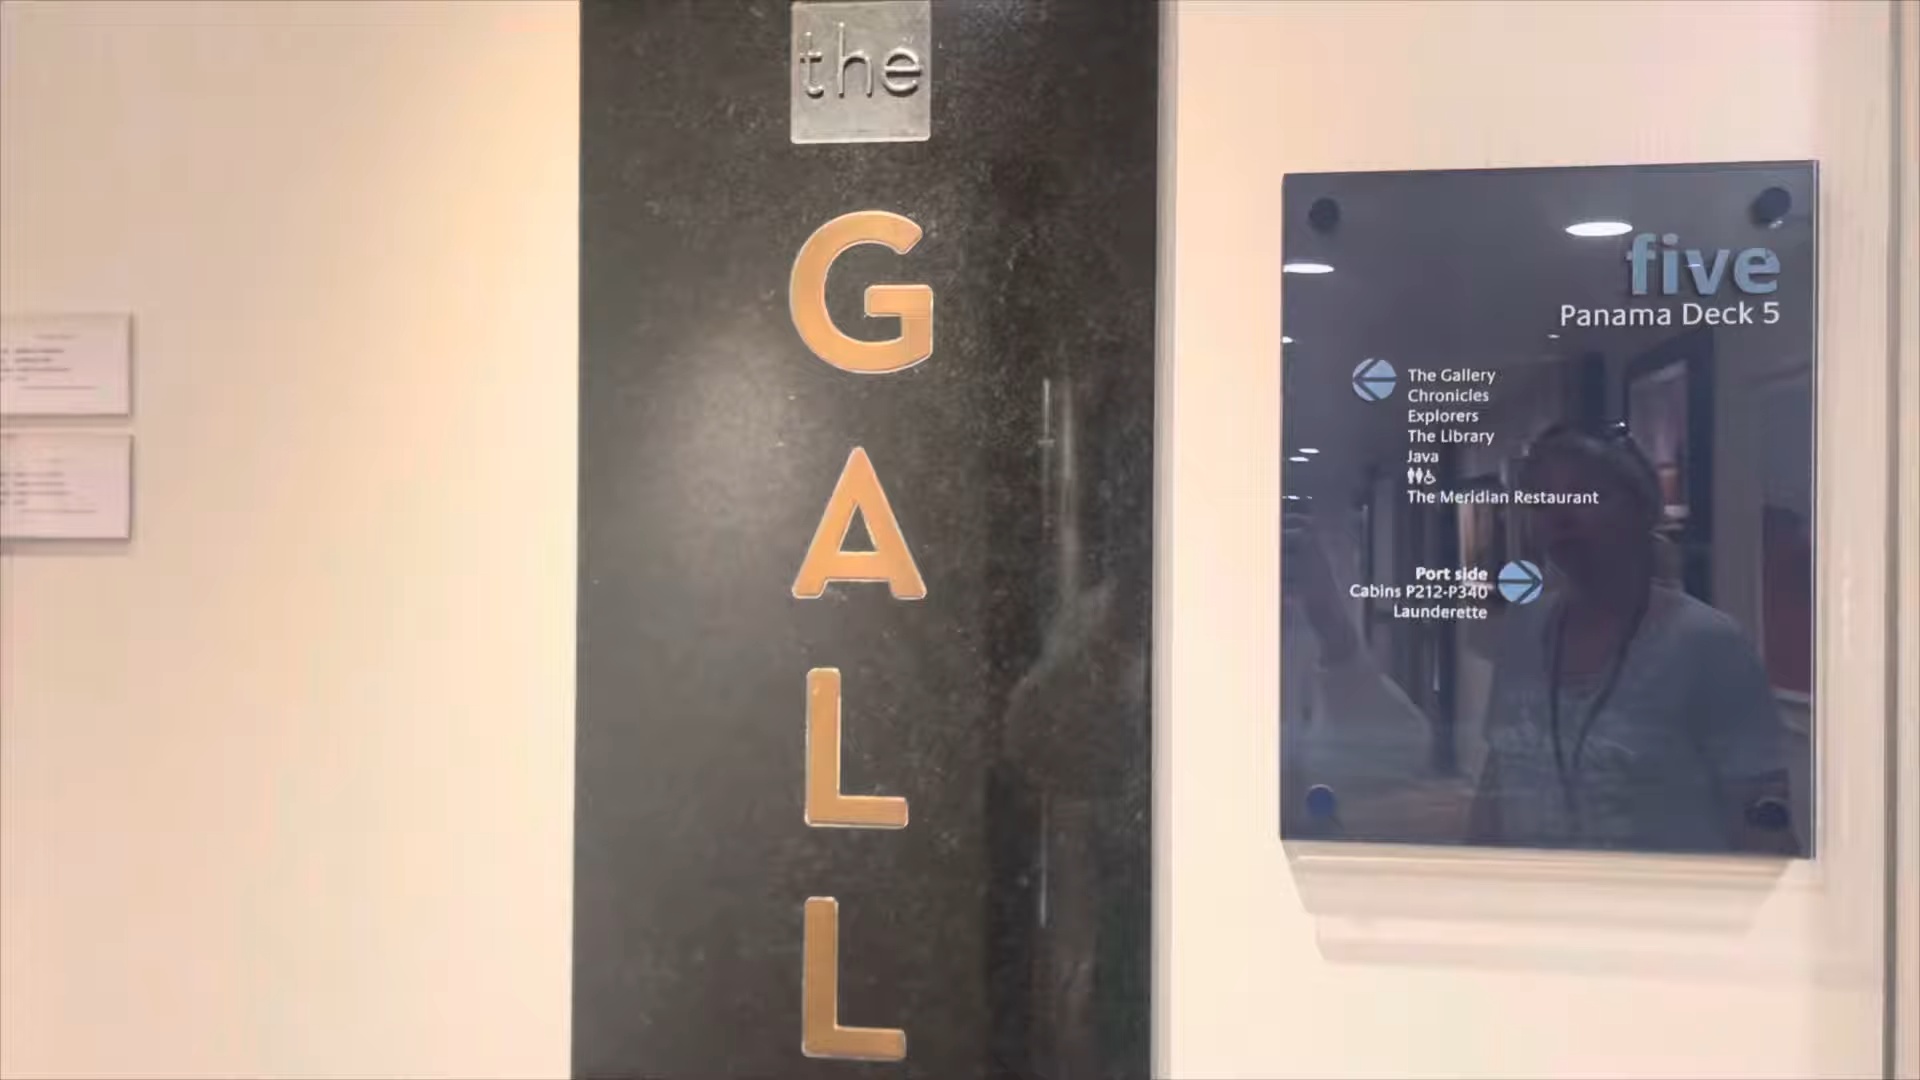 the
G
A
L
L
five
Panama Deck 5
The Gallery
Chronicles
Explorers
The Library
Java
The Meridian Restaurant
Port side
Cabins P212-P340
Launderette